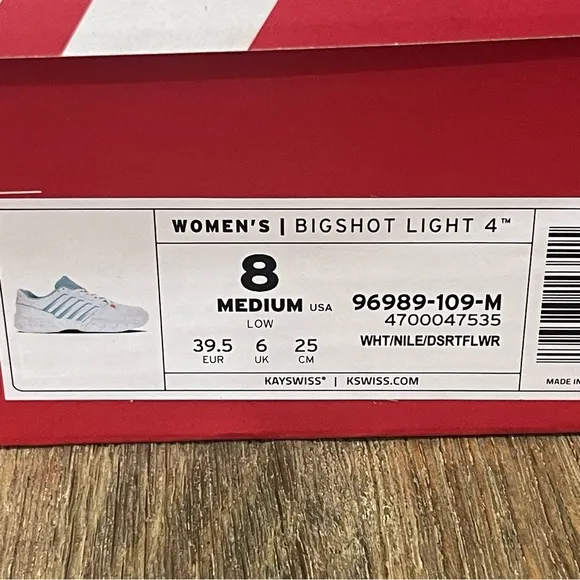 WOMEN'S | BIGSHOT LIGHT 4™
8
MEDIUM USA
LOW
39.5 6 25
EUR UK CM
96989-109-M
4700047535
WHT/NILE/DSRTFLWR
KAYSWISS® | KSWISS.COM
MADE IN